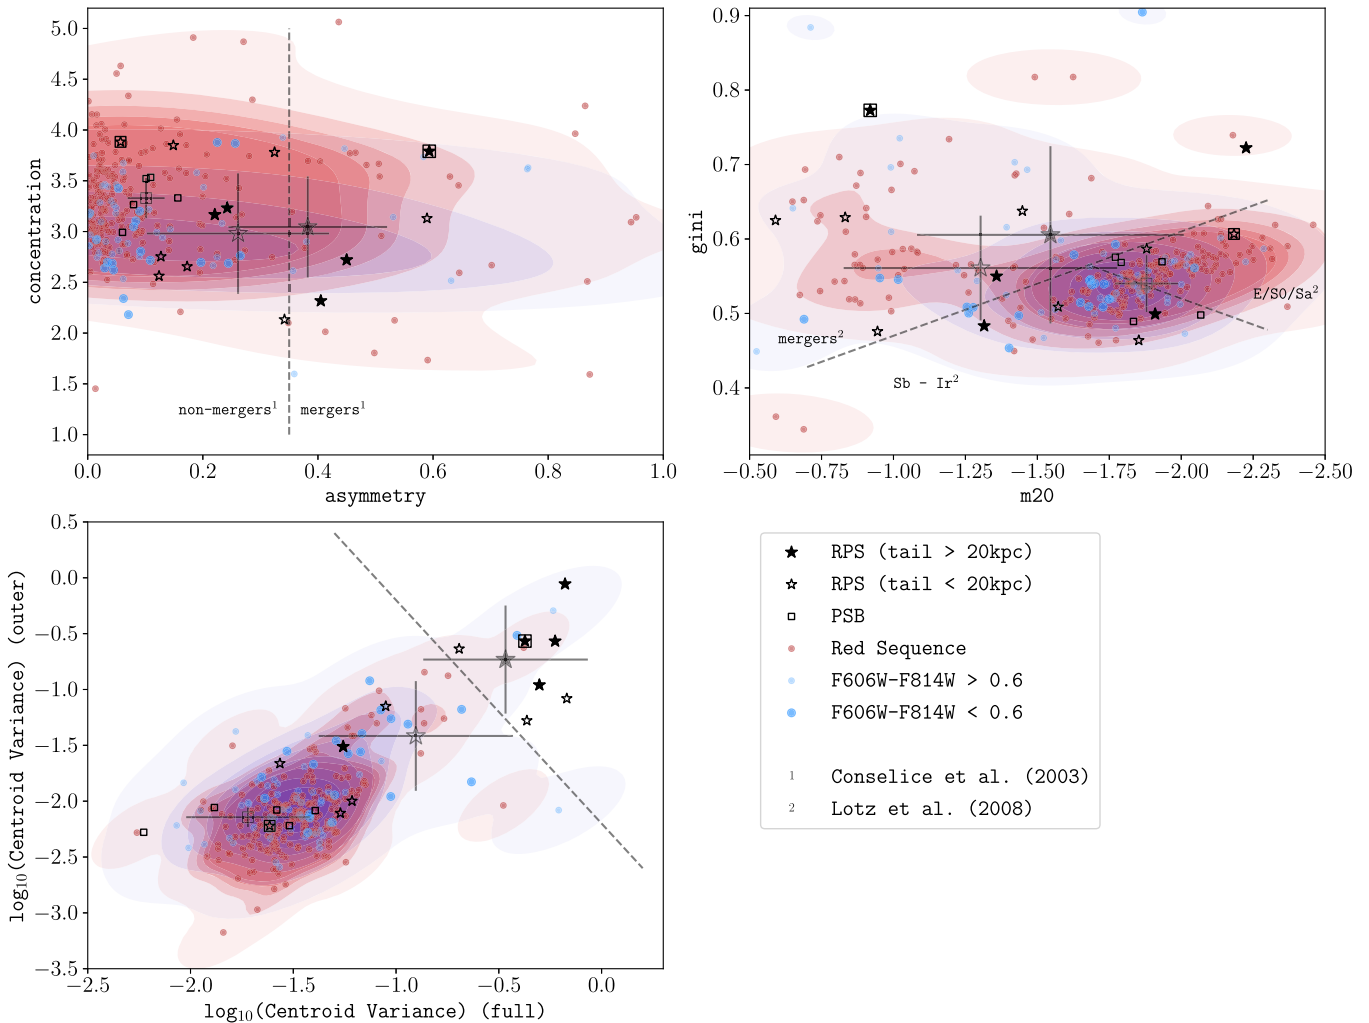 5.0
4.5
4.0
3.5
3.0
2.5
2.0
1.5
1.0
concentration
non-mergers¹
mergers¹
0.0 0.2 0.4 0.6 0.8 1.0
asymmetry
0.9
0.8
0.7
0.6
0.5
0.4
gini
mergers²
Sb - Ir²
E/S0/Sa²
−0.50 −0.75 −1.00 −1.25 −1.50 −1.75 −2.00 −2.25 −2.50
m20
0.5
0.0
−0.5
−1.0
−1.5
−2.0
−2.5
−3.0
−3.5
log₁₀(Centroid Variance) (outer)
−2.5 −2.0 −1.5 −1.0 −0.5 0.0
log₁₀(Centroid Variance) (full)
RPS (tail > 20kpc)
RPS (tail < 20kpc)
PSB
Red Sequence
F606W-F814W > 0.6
F606W-F814W < 0.6
1 Conselice et al. (2003)
2 Lotz et al. (2008)